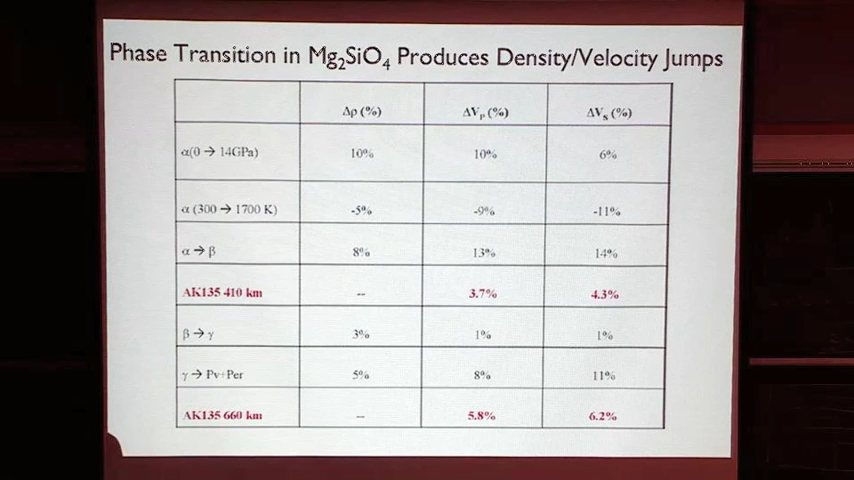 Phase Transition in Mg₂SiO₄ Produces Density/Velocity Jumps
Δρ (%) ΔVₚ (%) ΔVₛ (%)
α(0 → 14GPa) 10% 10% 6%
α (300 → 1700 K) -5% -9% -11%
α → β 8% 13% 14%
AK135 410 km -- 3.7% 4.3%
β → γ 3% 1% 1%
γ → Pv+Per 5% 8% 11%
AK135 660 km -- 5.8% 6.2%